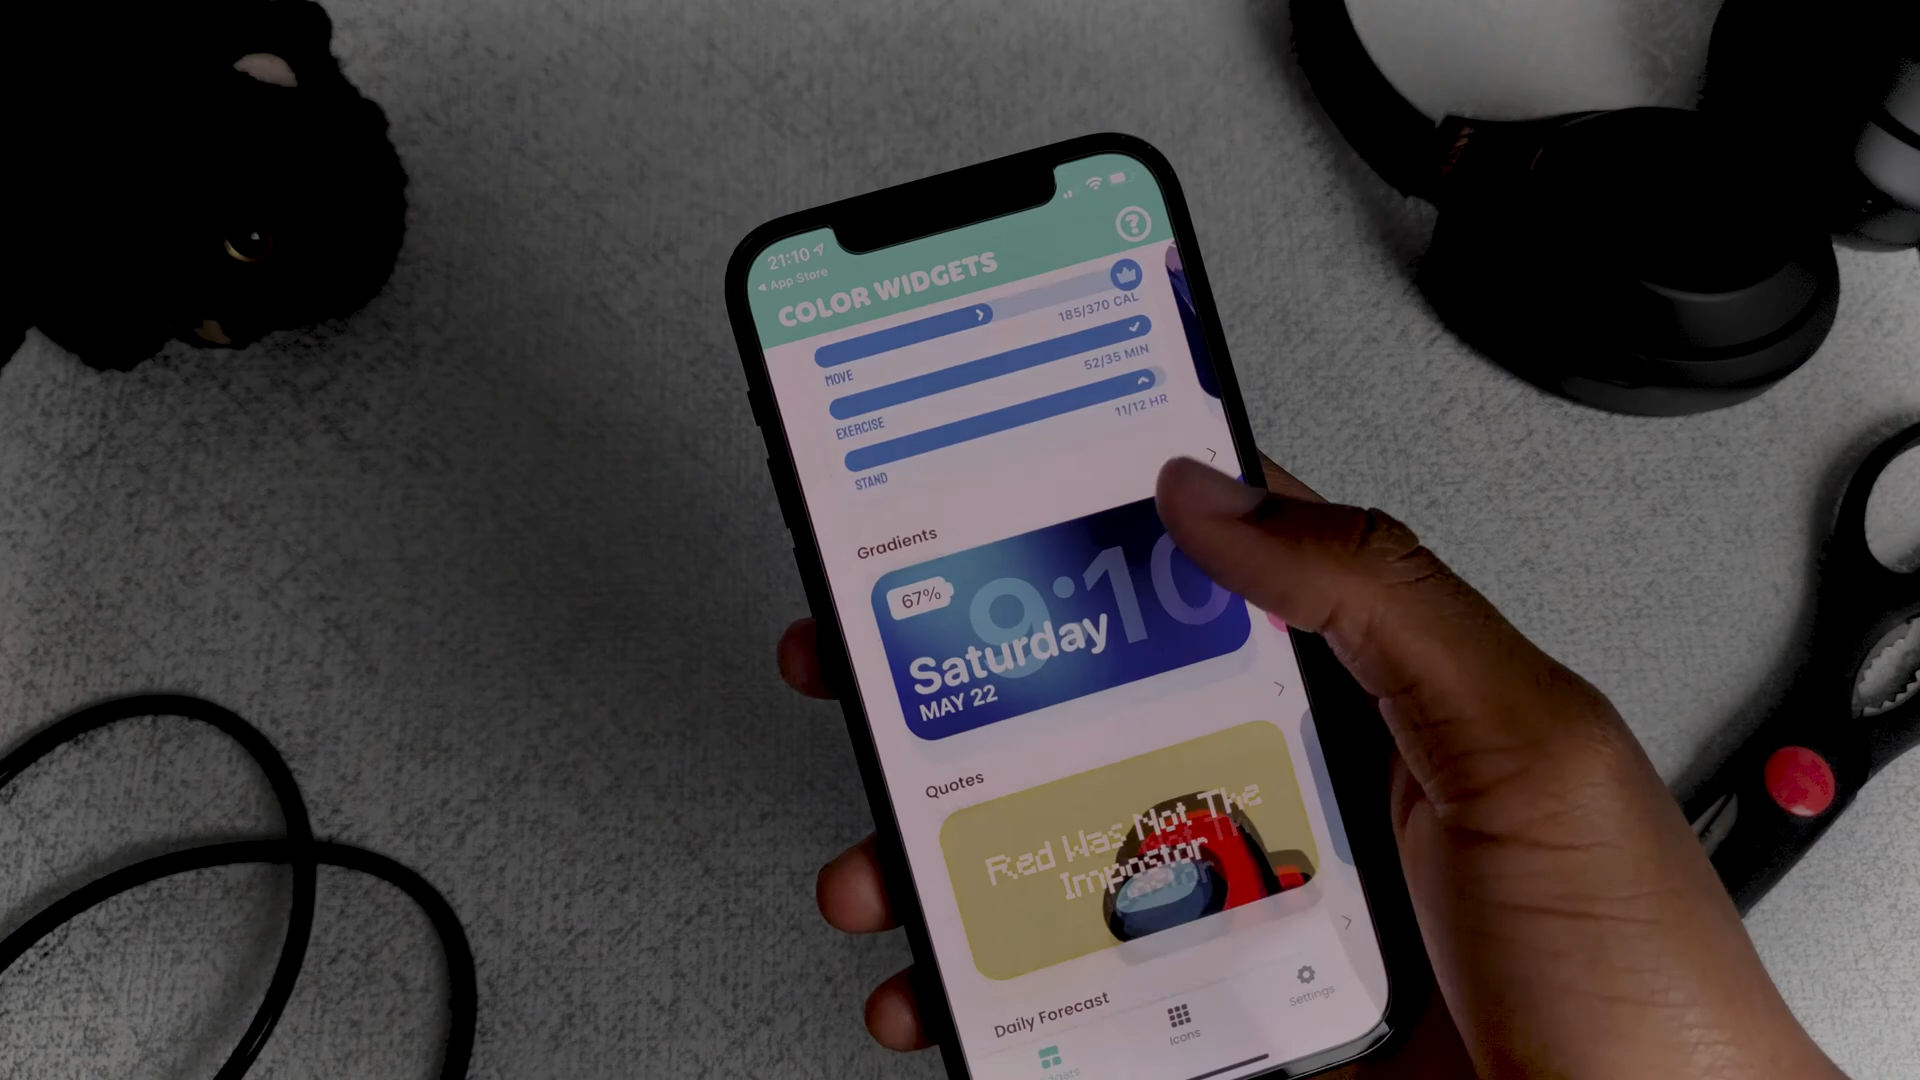 21:10
App Store
COLOR WIDGETS
185/370 CAL
MOVE
52/35 MIN
EXERCISE
11/12 HR
STAND
Gradients
67%
9:10
Saturday
MAY 22
Quotes
Red Was Not The
Impostor
Daily Forecast
Icons
Settings